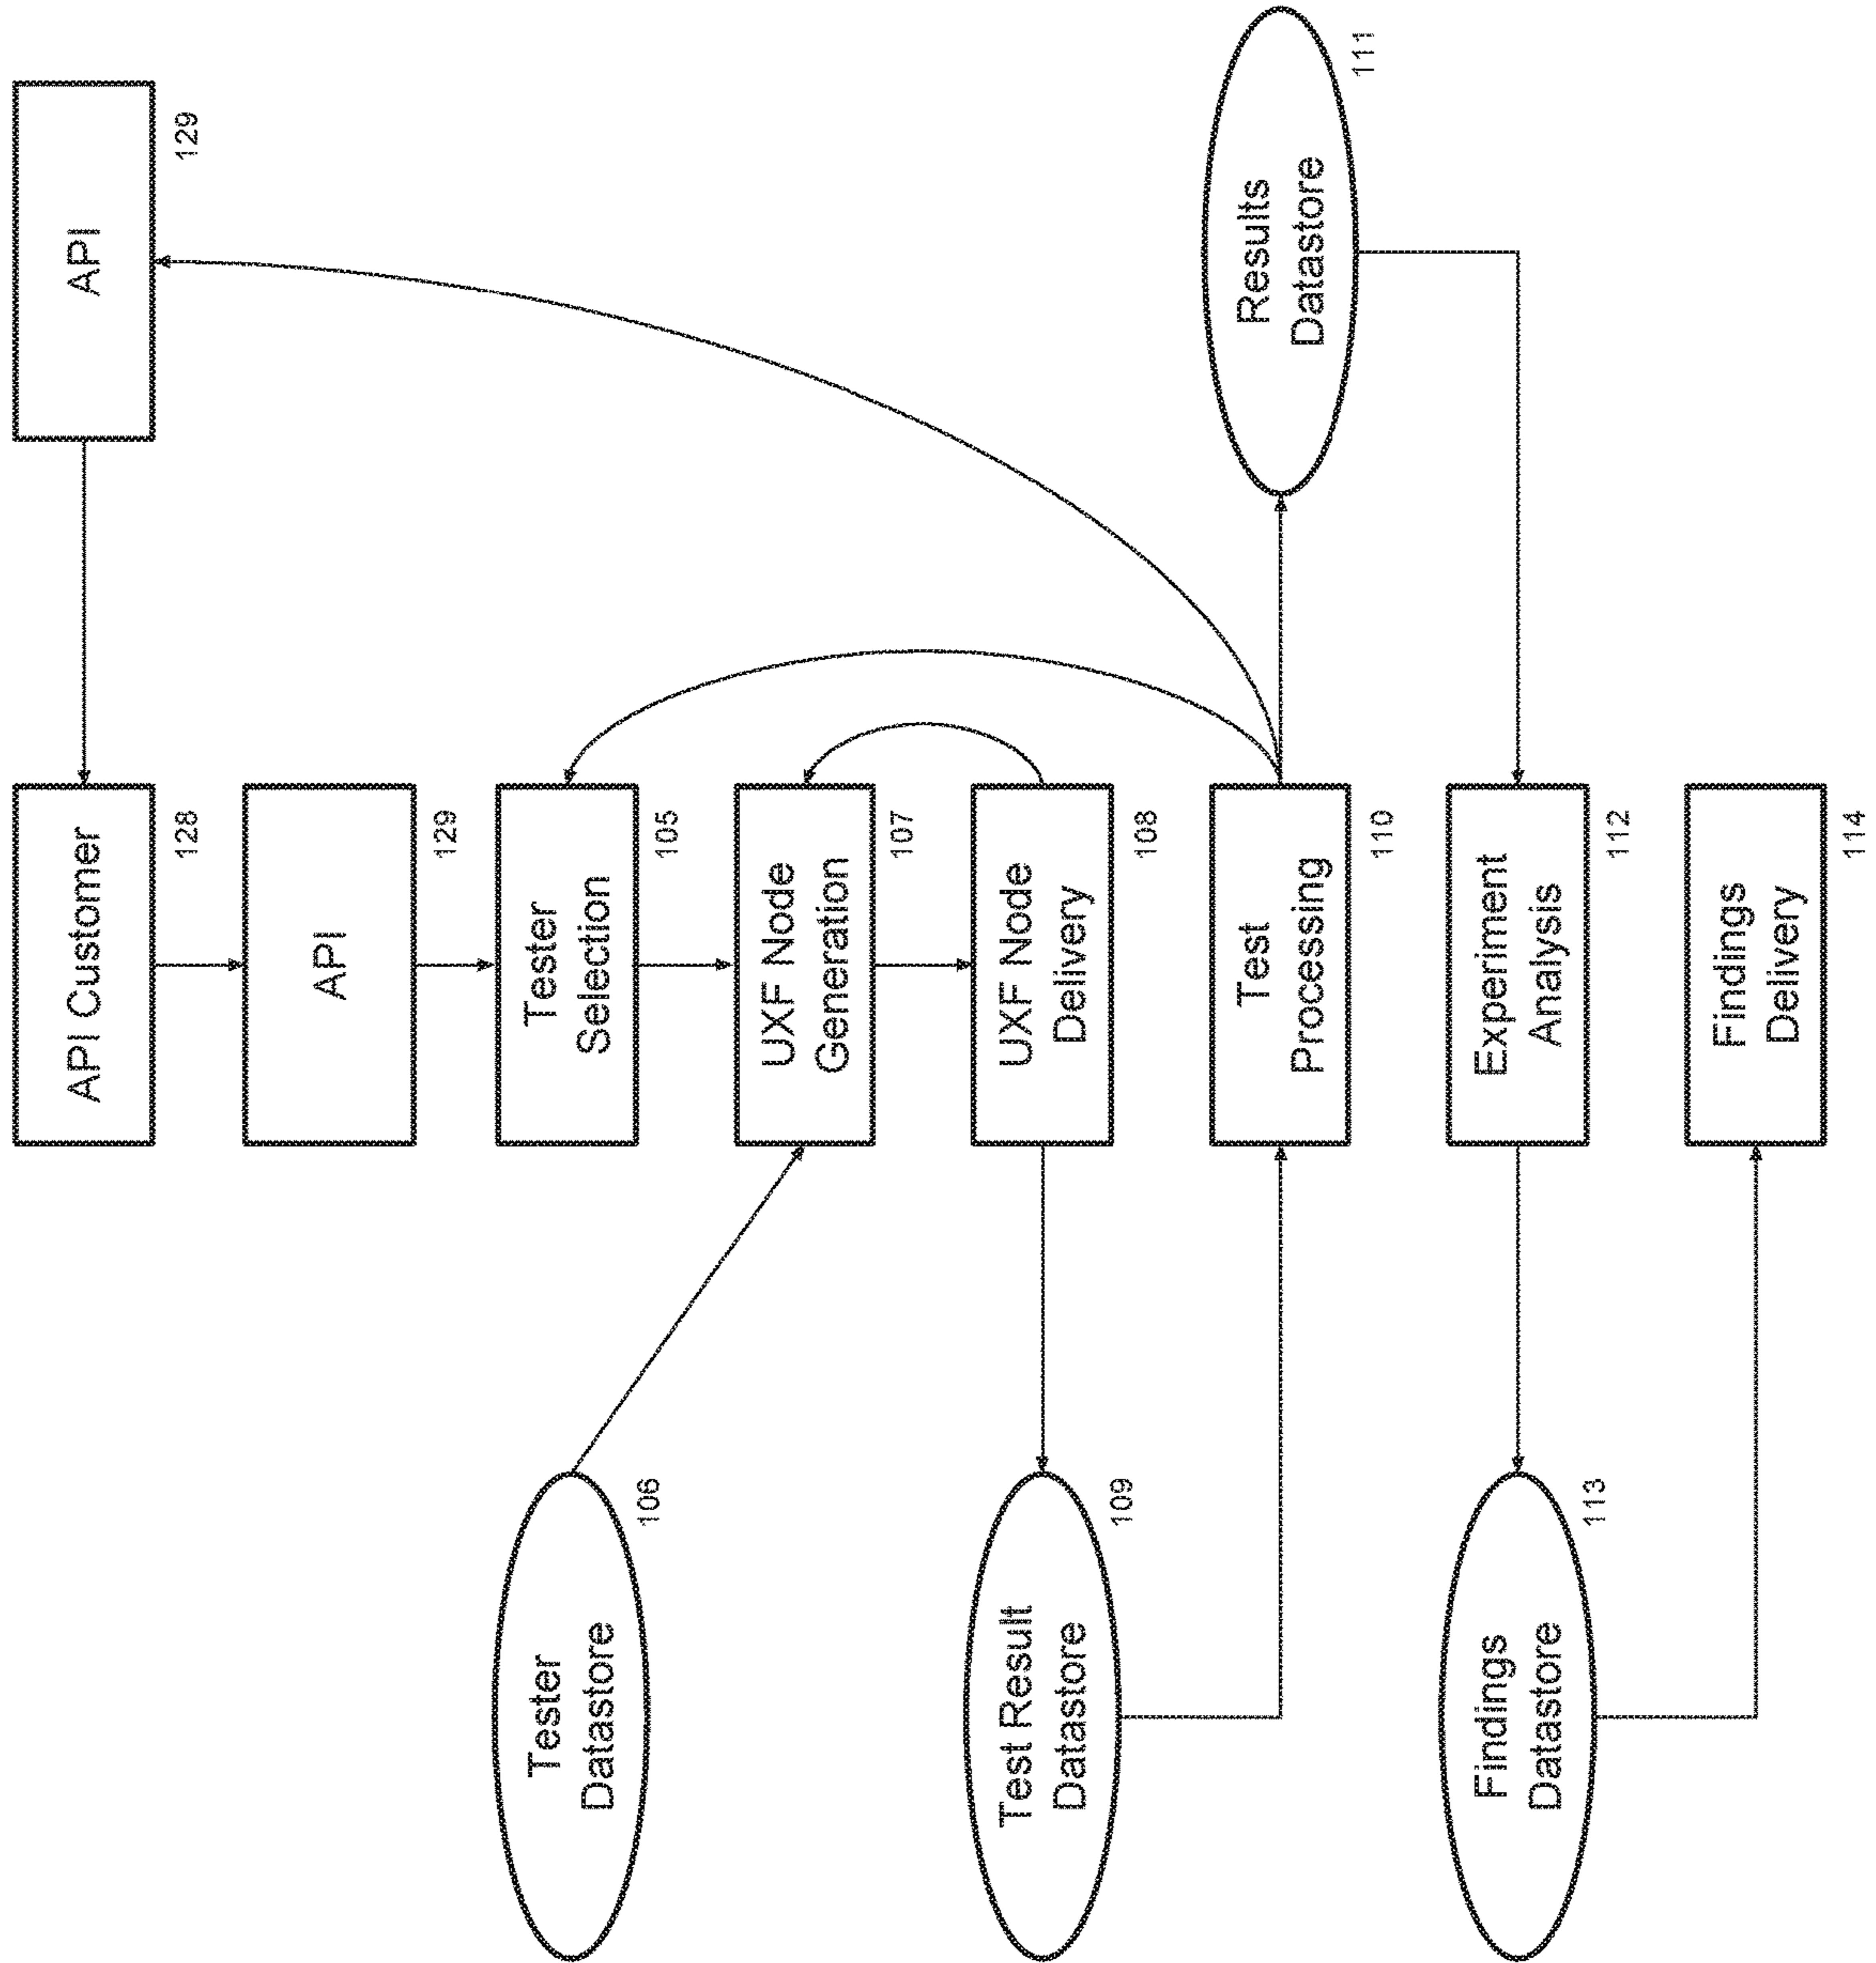 API Customer
128
API
129
API
129
Tester
Datastore
106
Tester
Selection
105
UXF Node
Generation
107
Test Result
Datastore
109
UXF Node
Delivery
108
Test
Processing
110
Results
Datastore
111
Findings
Datastore
113
Experiment
Analysis
112
Findings
Delivery
114